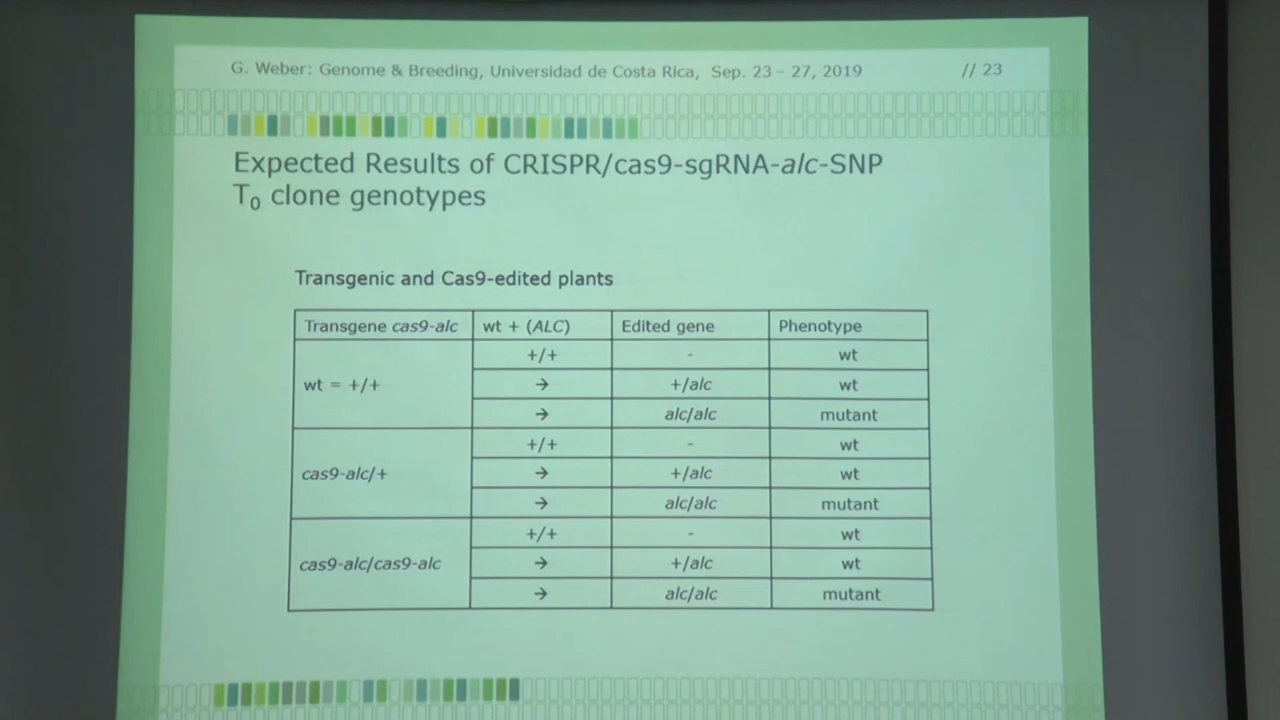 G. Weber: Genome & Breeding, Universidad de Costa Rica, Sep. 23 – 27, 2019 // 23
Expected Results of CRISPR/cas9-sgRNA-alc-SNP
T₀ clone genotypes
Transgenic and Cas9-edited plants
Transgene cas9-alc wt + (ALC) Edited gene Phenotype
+/+ - wt
wt = +/+ → +/alc wt
→ alc/alc mutant
+/+ - wt
cas9-alc/+ → +/alc wt
→ alc/alc mutant
+/+ - wt
cas9-alc/cas9-alc → +/alc wt
→ alc/alc mutant